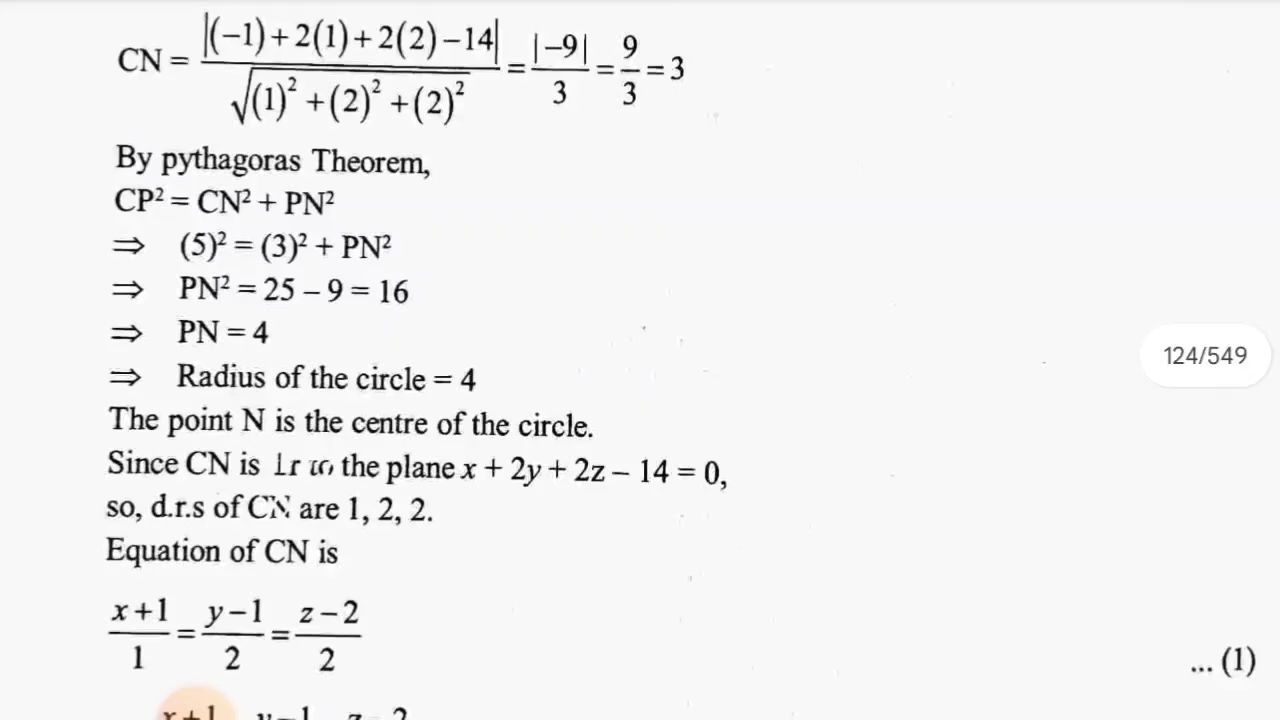 CN = |(−1)+2(1)+2(2)−14| / √((1)² + (2)² + (2)²) = |−9| / 3 = 9/3 = 3
By pythagoras Theorem,
CP² = CN² + PN²
⇒ (5)² = (3)² + PN²
⇒ PN² = 25 – 9 = 16
⇒ PN = 4
124/549
⇒ Radius of the circle = 4
The point N is the centre of the circle.
Since CN is ⊥r to the plane x + 2y + 2z – 14 = 0,
so, d.r.s of CN are 1, 2, 2.
Equation of CN is
(x+1)/1 = (y−1)/2 = (z−2)/2 ... (1)
x+1 y−1 z−2